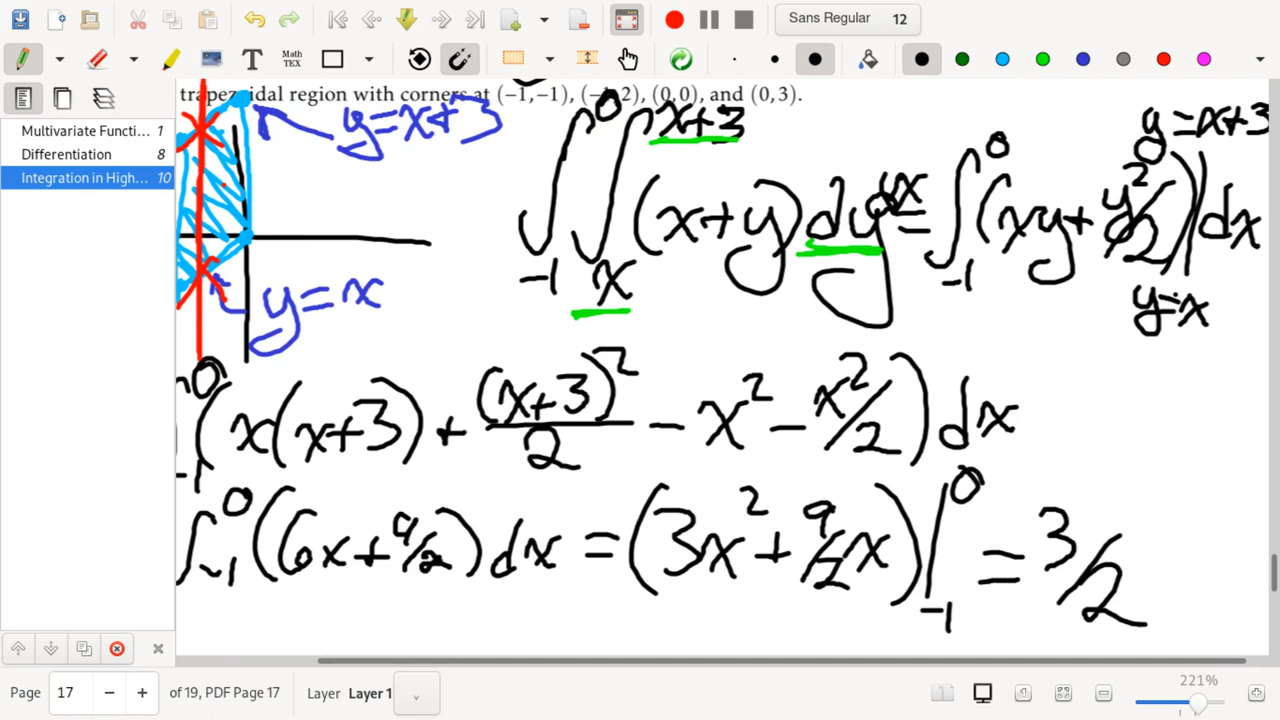 Sans Regular 12
T Math TEX
Multivariate Functi... 1
Differentiation 8
Integration in High... 10
trapezoidal region with corners at (−1,−1), (−1,2), (0,0), and (0,3).
y=x+3
y=x
∫_{-1}^{0} ∫_{x}^{x+3} (x+y) dy dx = ∫_{-1}^{0} (xy + y²/2) |_{y=x}^{y=x+3} dx
∫_{-1}^{0} (x(x+3) + (x+3)²/2 − x² − x²/2) dx
∫_{-1}^{0} (6x + 9/2) dx = (3x² + 9/2 x) |_{-1}^{0} = 3/2
Page 17 of 19, PDF Page 17 Layer Layer 1
221%